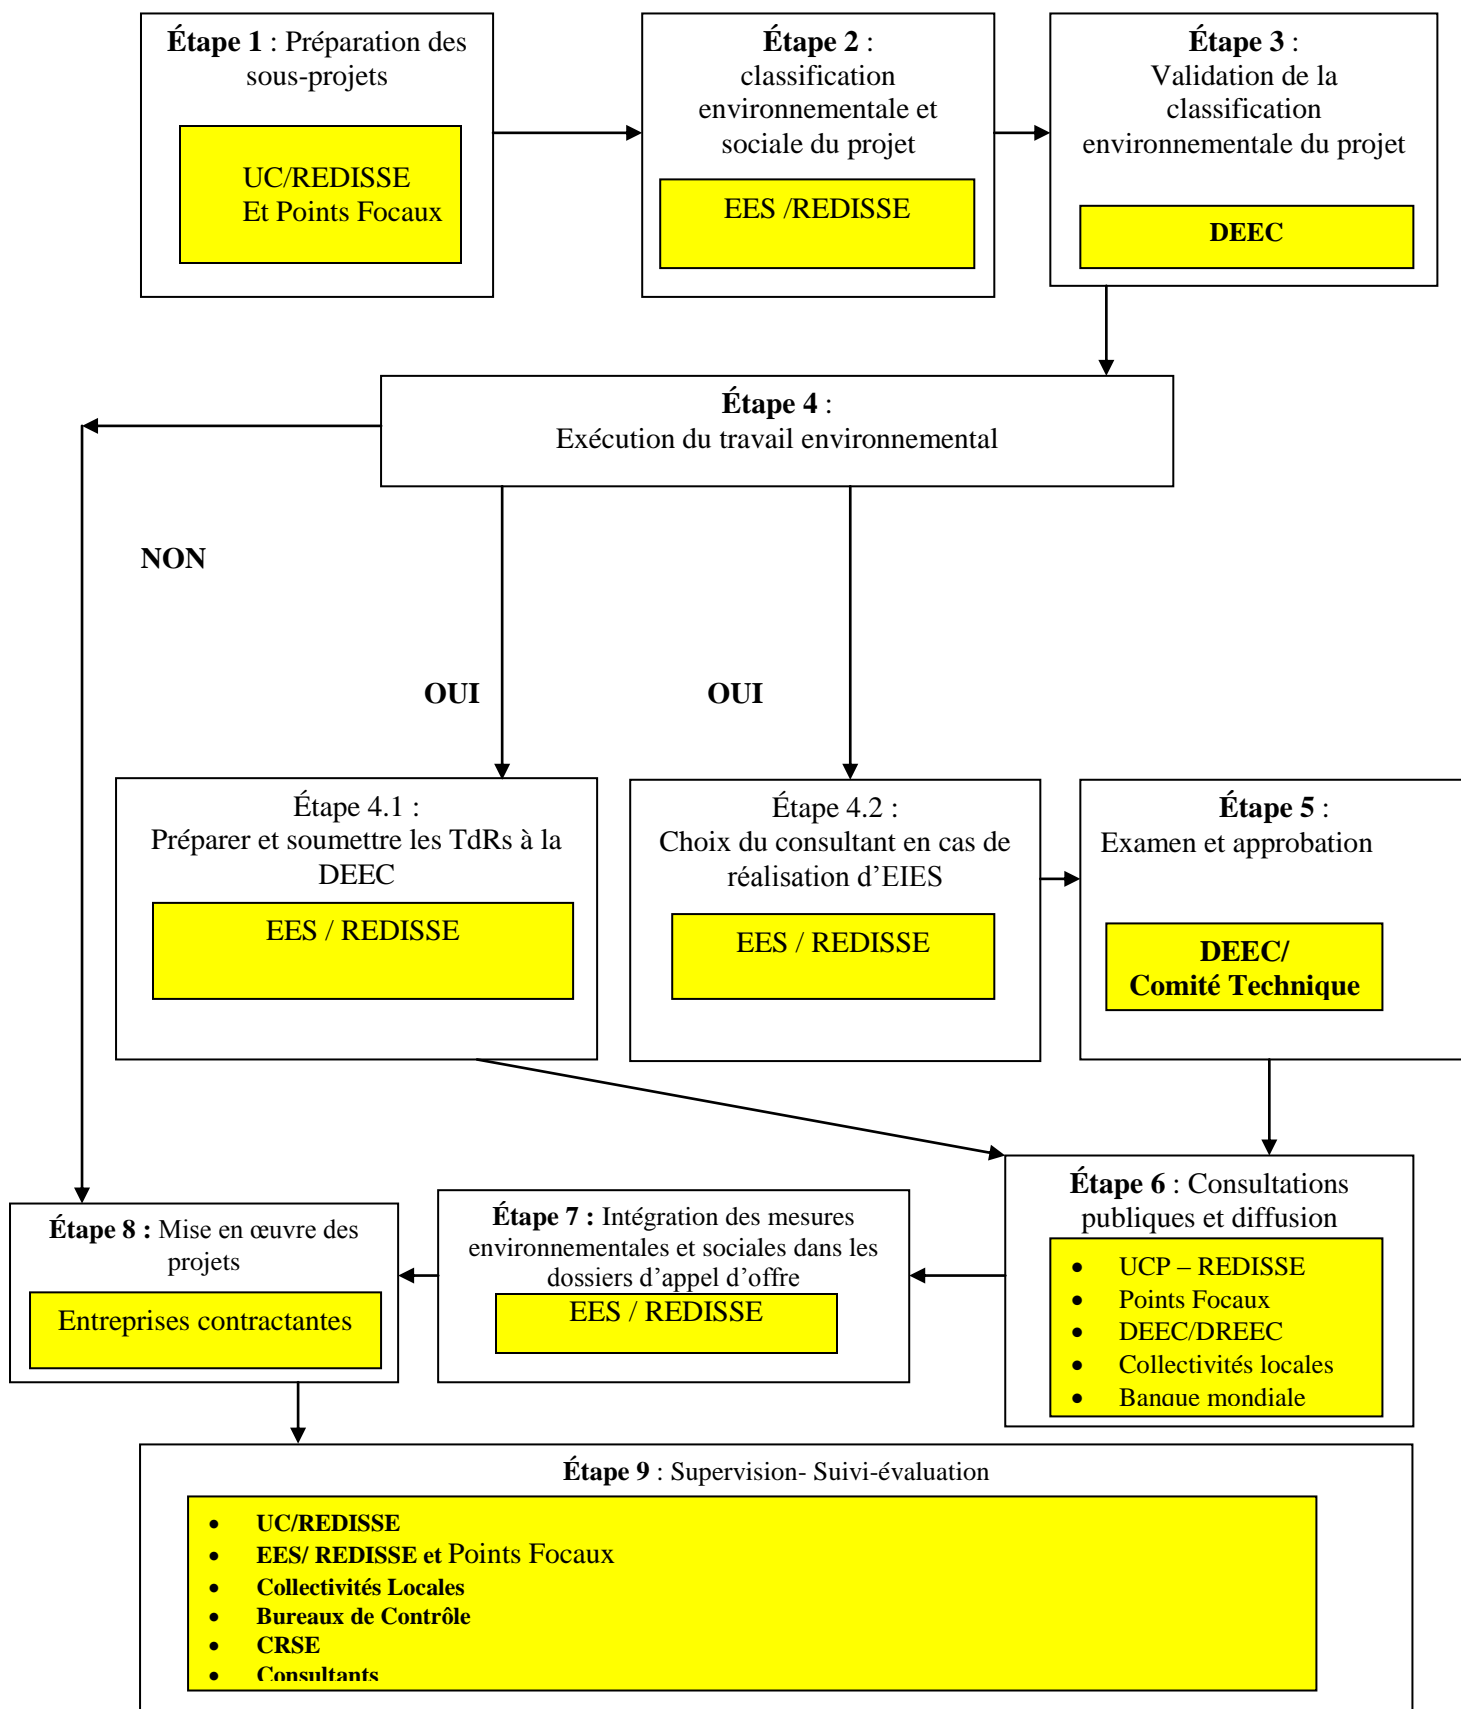 Étape 1 : Préparation des
sous-projets
UC/REDISSE
Et Points Focaux
Étape 2 :
classification
environnementale et
sociale du projet
EES /REDISSE
Étape 3 :
Validation de la
classification
environnementale du projet
DEEC
Étape 4 :
Exécution du travail environnemental
NON
OUI
OUI
Étape 4.1 :
Préparer et soumettre les TdRs à la
DEEC
EES / REDISSE
Étape 4.2 :
Choix du consultant en cas de
réalisation d’EIES
EES / REDISSE
Étape 5 :
Examen et approbation
DEEC/
Comité Technique
Étape 6 : Consultations
publiques et diffusion
• UCP – REDISSE
• Points Focaux
• DEEC/DREEC
• Collectivités locales
• Banque mondiale
Étape 7 : Intégration des mesures
environnementales et sociales dans les
dossiers d’appel d’offre
EES / REDISSE
Étape 8 : Mise en œuvre des
projets
Entreprises contractantes
Étape 9 : Supervision- Suivi-évaluation
• UC/REDISSE
• EES/ REDISSE et Points Focaux
• Collectivités Locales
• Bureaux de Contrôle
• CRSE
• Consultants